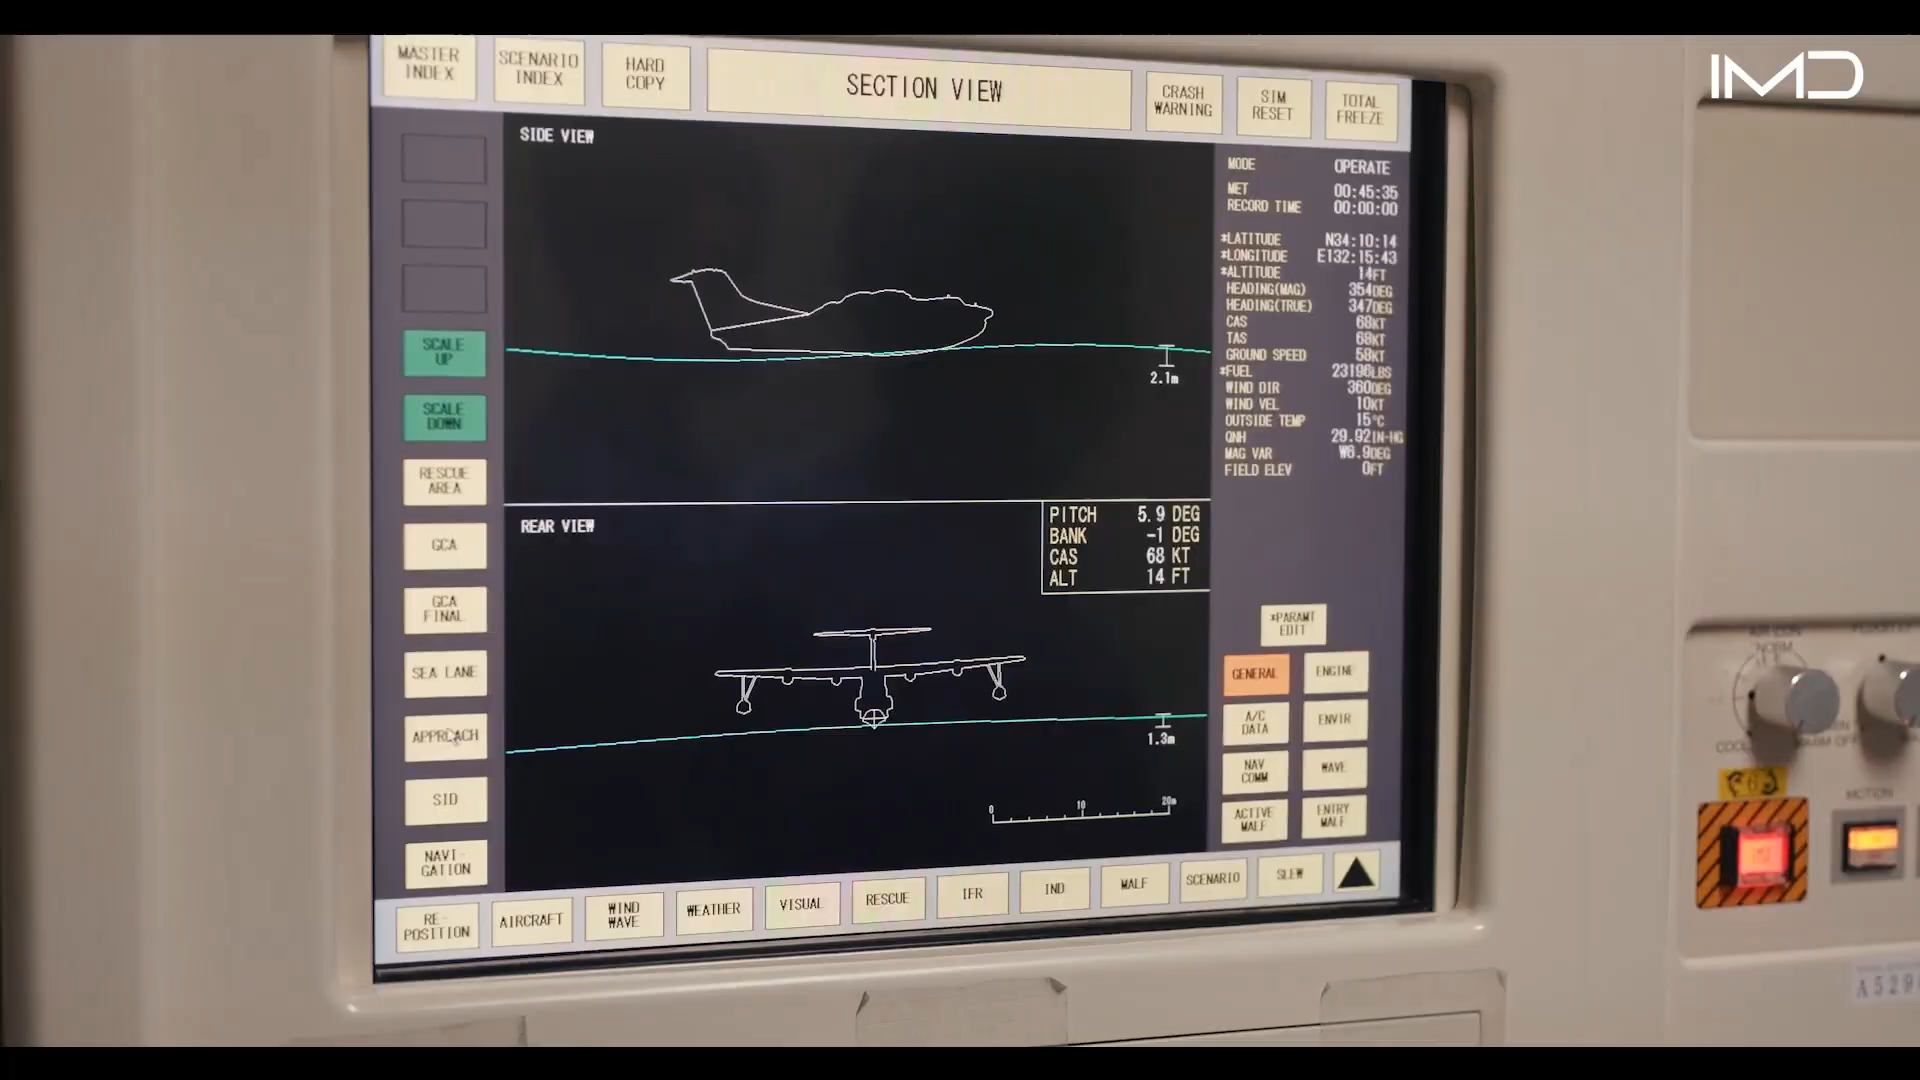 IMD
MASTER
INDEX
SCENARIO
INDEX
HARD
COPY
SECTION VIEW
CRASH
WARNING
SIM
RESET
TOTAL
FREEZE
SIDE VIEW
2.1m
MODE OPERATE
MET 00:45:35
RECORD TIME 00:00:00
*LATITUDE N34:10:14
*LONGITUDE E132:15:43
*ALTITUDE 14FT
HEADING(MAG) 354DEG
HEADING(TRUE) 347DEG
CAS 68KT
TAS 68KT
GROUND SPEED 58KT
*FUEL 23196LBS
WIND DIR 360DEG
WIND VEL 10KT
OUTSIDE TEMP 15°C
QNH 29.92IN-HG
MAG VAR W6.9DEG
FIELD ELEV 0FT
SCALE
UP
SCALE
DOWN
RESCUE
AREA
GCA
GCA
FINAL
SEA LANE
APPROACH
SID
NAVI-
GATION
REAR VIEW
PITCH 5.9 DEG
BANK -1 DEG
CAS 68 KT
ALT 14 FT
1.3m
0 10 20m
*PARAMT
EDIT
GENERAL
ENGINE
A/C
DATA
ENVIR
NAV
COMM
WAVE
ACTIVE
MALF
ENTRY
MALF
RE-
POSITION
AIRCRAFT
WIND
WAVE
WEATHER
VISUAL
RESCUE
IFR
IND
MALF
SCENARIO
SLEW
NORM
MOTION
A529